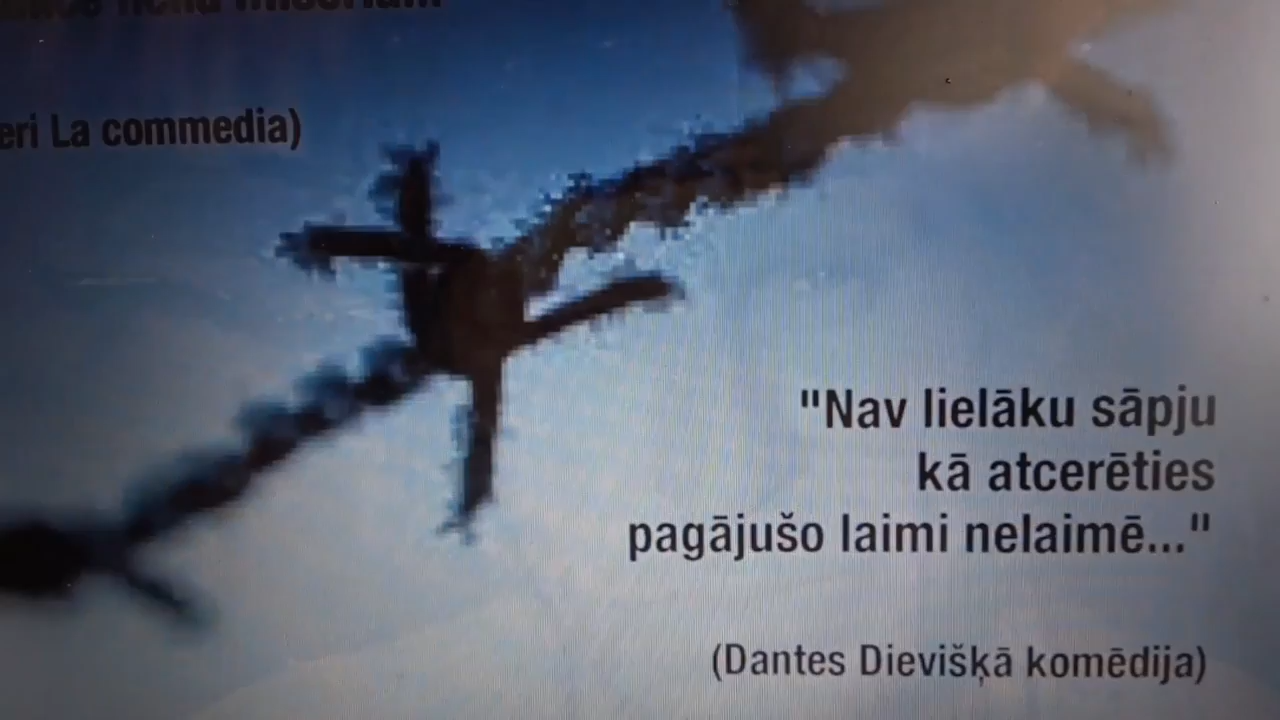 eri La commedia)
"Nav lielāku sāpju
kā atcerēties
pagājušo laimi nelaimē..."
(Dantes Dievišķā komēdija)